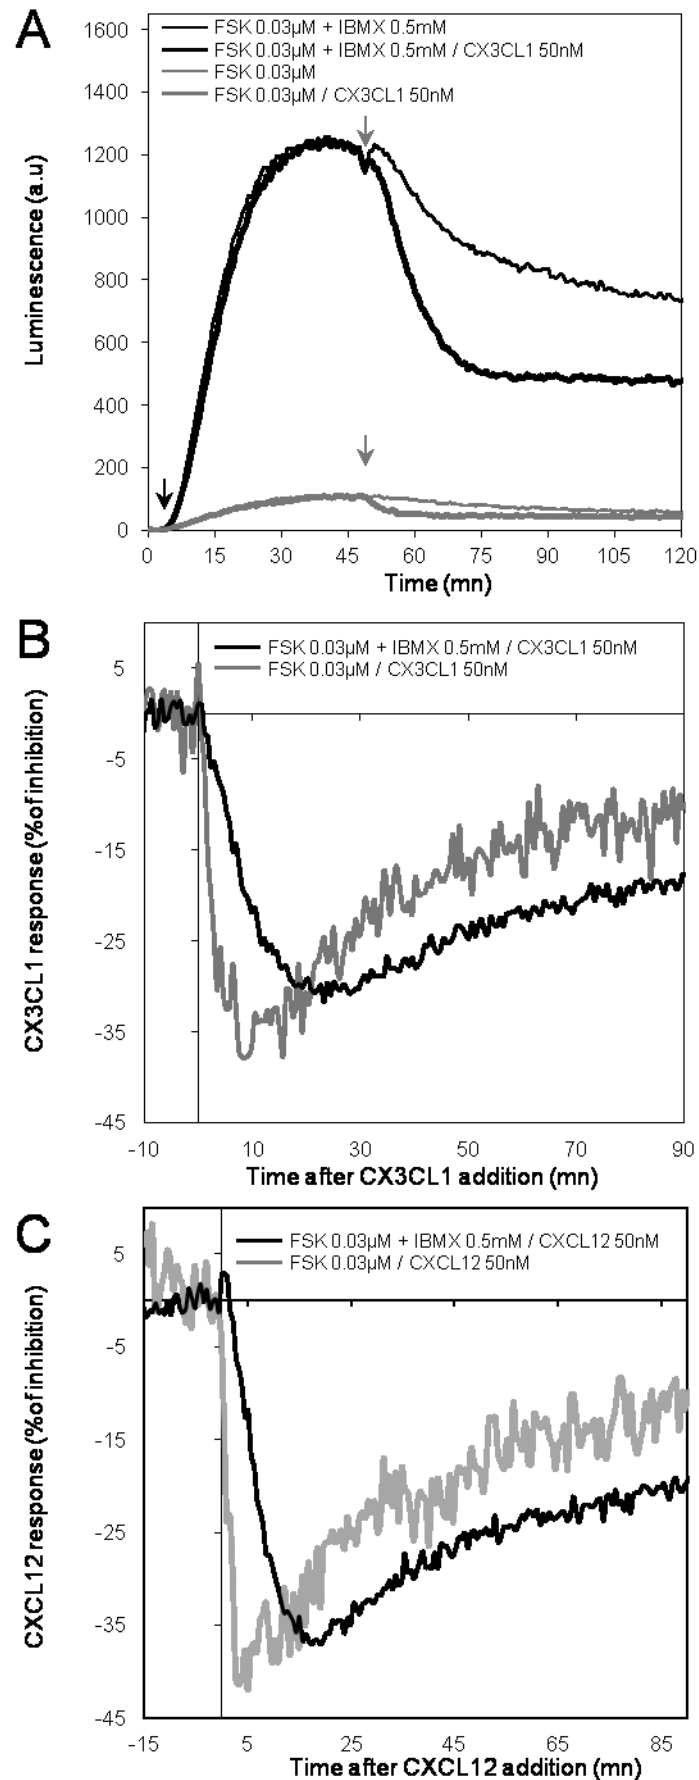 A
FSK 0.03µM + IBMX 0.5mM
FSK 0.03µM + IBMX 0.5mM / CX3CL1 50nM
FSK 0.03µM
FSK 0.03µM / CX3CL1 50nM
Luminescence (a.u)
1600
1400
1200
1000
800
600
400
200
0
0 15 30 45 60 75 90 105 120
Time (mn)
B
FSK 0.03µM + IBMX 0.5mM / CX3CL1 50nM
FSK 0.03µM / CX3CL1 50nM
CX3CL1 response (% of inhibition)
5
-5
-15
-25
-35
-45
-10 10 30 50 70 90
Time after CX3CL1 addition (mn)
C
FSK 0.03µM + IBMX 0.5mM / CXCL12 50nM
FSK 0.03µM / CXCL12 50nM
CXCL12 response (% of inhibition)
5
-5
-15
-25
-35
-45
-15 5 25 45 65 85
Time after CXCL12 addition (mn)